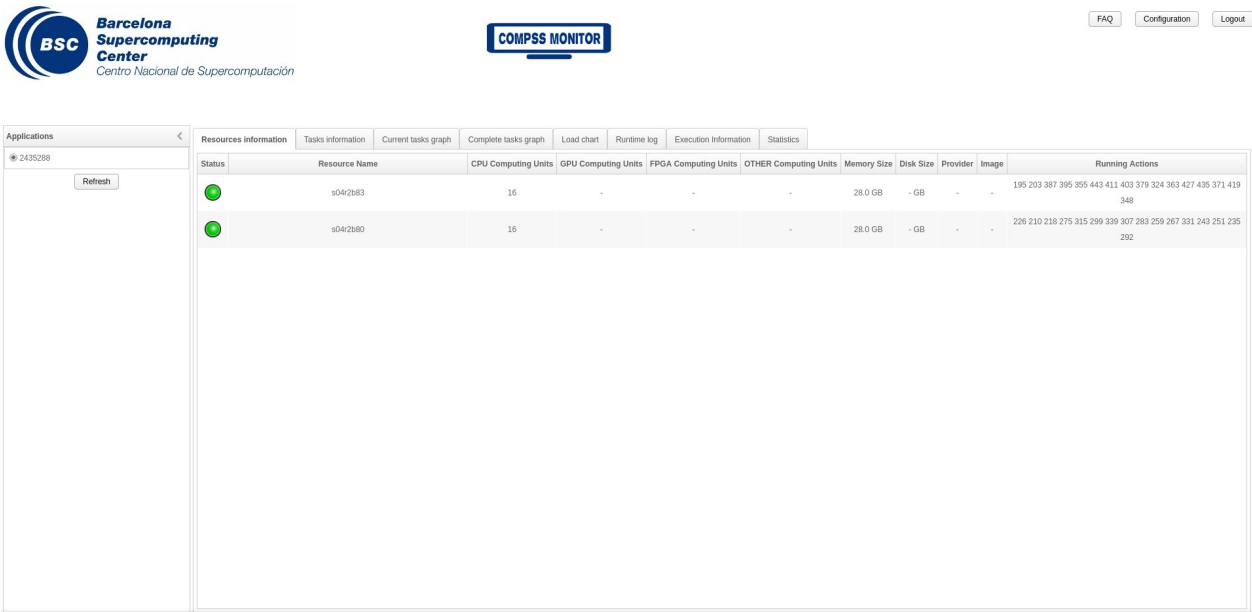 BSC
Barcelona
Supercomputing
Center
Centro Nacional de Supercomputación
COMPSS MONITOR
FAQ Configuration Logout
Applications
2435288
Refresh
Resources information Tasks information Current tasks graph Complete tasks graph Load chart Runtime log Execution Information Statistics
Status Resource Name CPU Computing Units GPU Computing Units FPGA Computing Units OTHER Computing Units Memory Size Disk Size Provider Image Running Actions
s04r2b83 16 - - - 28.0 GB - GB - - 195 203 387 395 355 443 411 403 379 324 363 427 435 371 419
348
s04r2b80 16 - - - 28.0 GB - GB - - 226 210 218 275 315 299 339 307 283 259 267 331 243 251 235
292